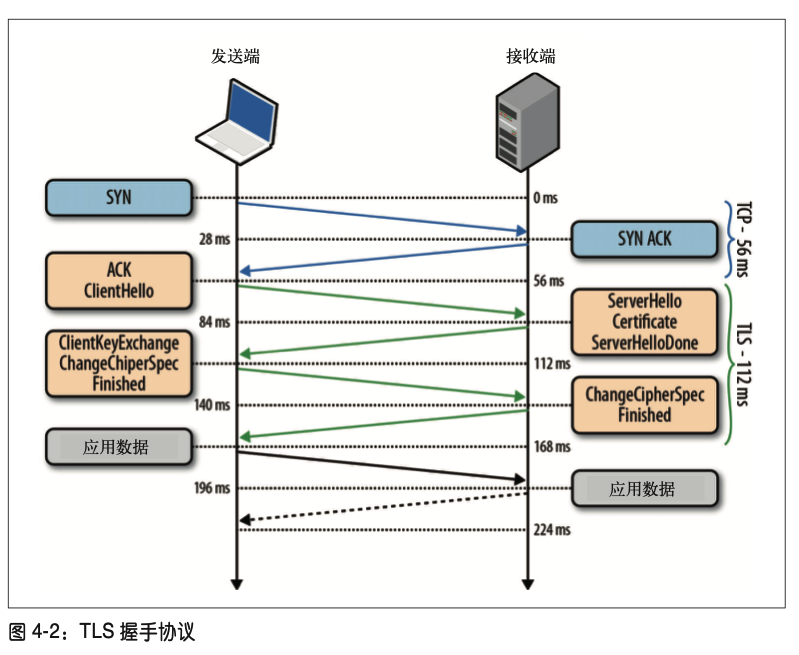 发送端
接收端
SYN
0 ms
28 ms
SYN ACK
TCP - 56 ms
ACK
ClientHello
56 ms
84 ms
ServerHello
Certificate
ServerHelloDone
ClientKeyExchange
ChangeChiperSpec
Finished
112 ms
TLS - 112 ms
140 ms
ChangeCipherSpec
Finished
应用数据
168 ms
196 ms
应用数据
224 ms
图 4-2：TLS 握手协议